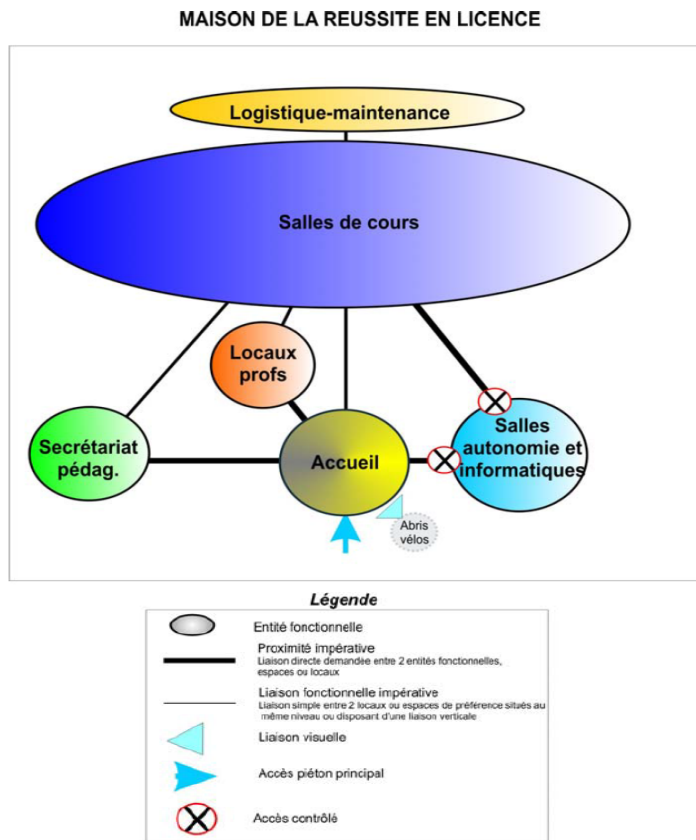 MAISON DE LA REUSSITE EN LICENCE
Logistique-maintenance
Salles de cours
Locaux
profs
Secrétariat
pédag.
Accueil
Salles
autonomie et
informatiques
Abris
vélos
Légende
Entité fonctionnelle
Proximité impérative
Liaison directe demandée entre 2 entités fonctionnelles,
espaces ou locaux
Liaison fonctionnelle impérative
Liaison simple entre 2 locaux ou espaces de préférence situés au
même niveau ou disposant d'une liaison verticale
Liaison visuelle
Accès piéton principal
Accès contrôlé